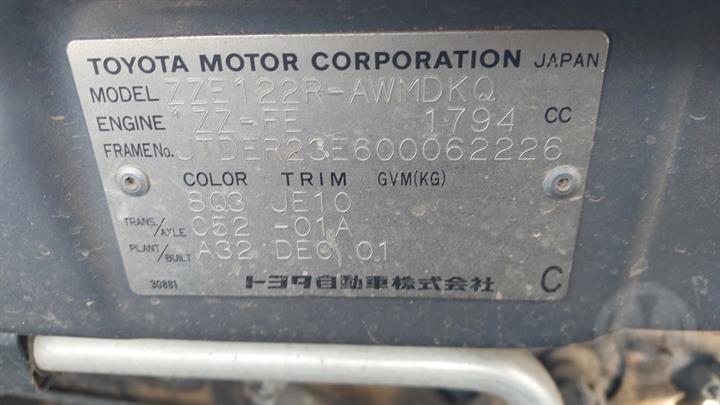 TOYOTA MOTOR CORPORATION JAPAN
MODEL ZZE122R-AWMDKQ
ENGINE 1ZZ-FE 1794 CC
FRAME No. JTDER23E600062226
COLOR TRIM GVM(KG)
8Q3 JE10
TRANS./AXLE C52 -01A
PLANT/BUILT A32 DEC 01
30881 トヨタ自動車株式会社 C